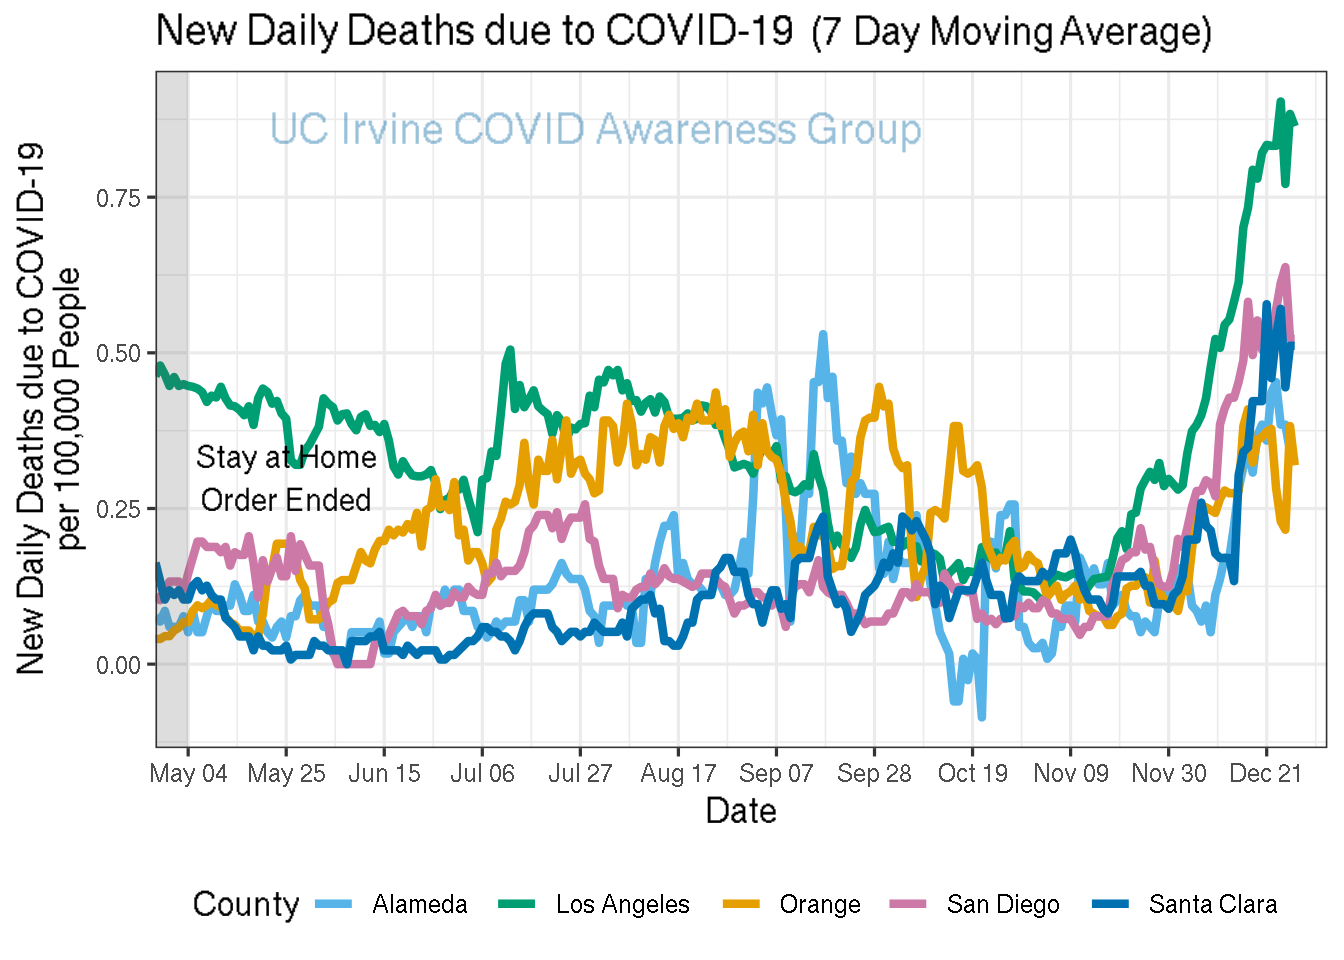 New Daily Deaths due to COVID-19 (7 Day Moving Average)
UC Irvine COVID Awareness Group
New Daily Deaths due to COVID-19
per 100,000 People
0.75
0.50
0.25
0.00
Stay at Home
Order Ended
May 04 May 25 Jun 15 Jul 06 Jul 27 Aug 17 Sep 07 Sep 28 Oct 19 Nov 09 Nov 30 Dec 21
Date
County Alameda Los Angeles Orange San Diego Santa Clara